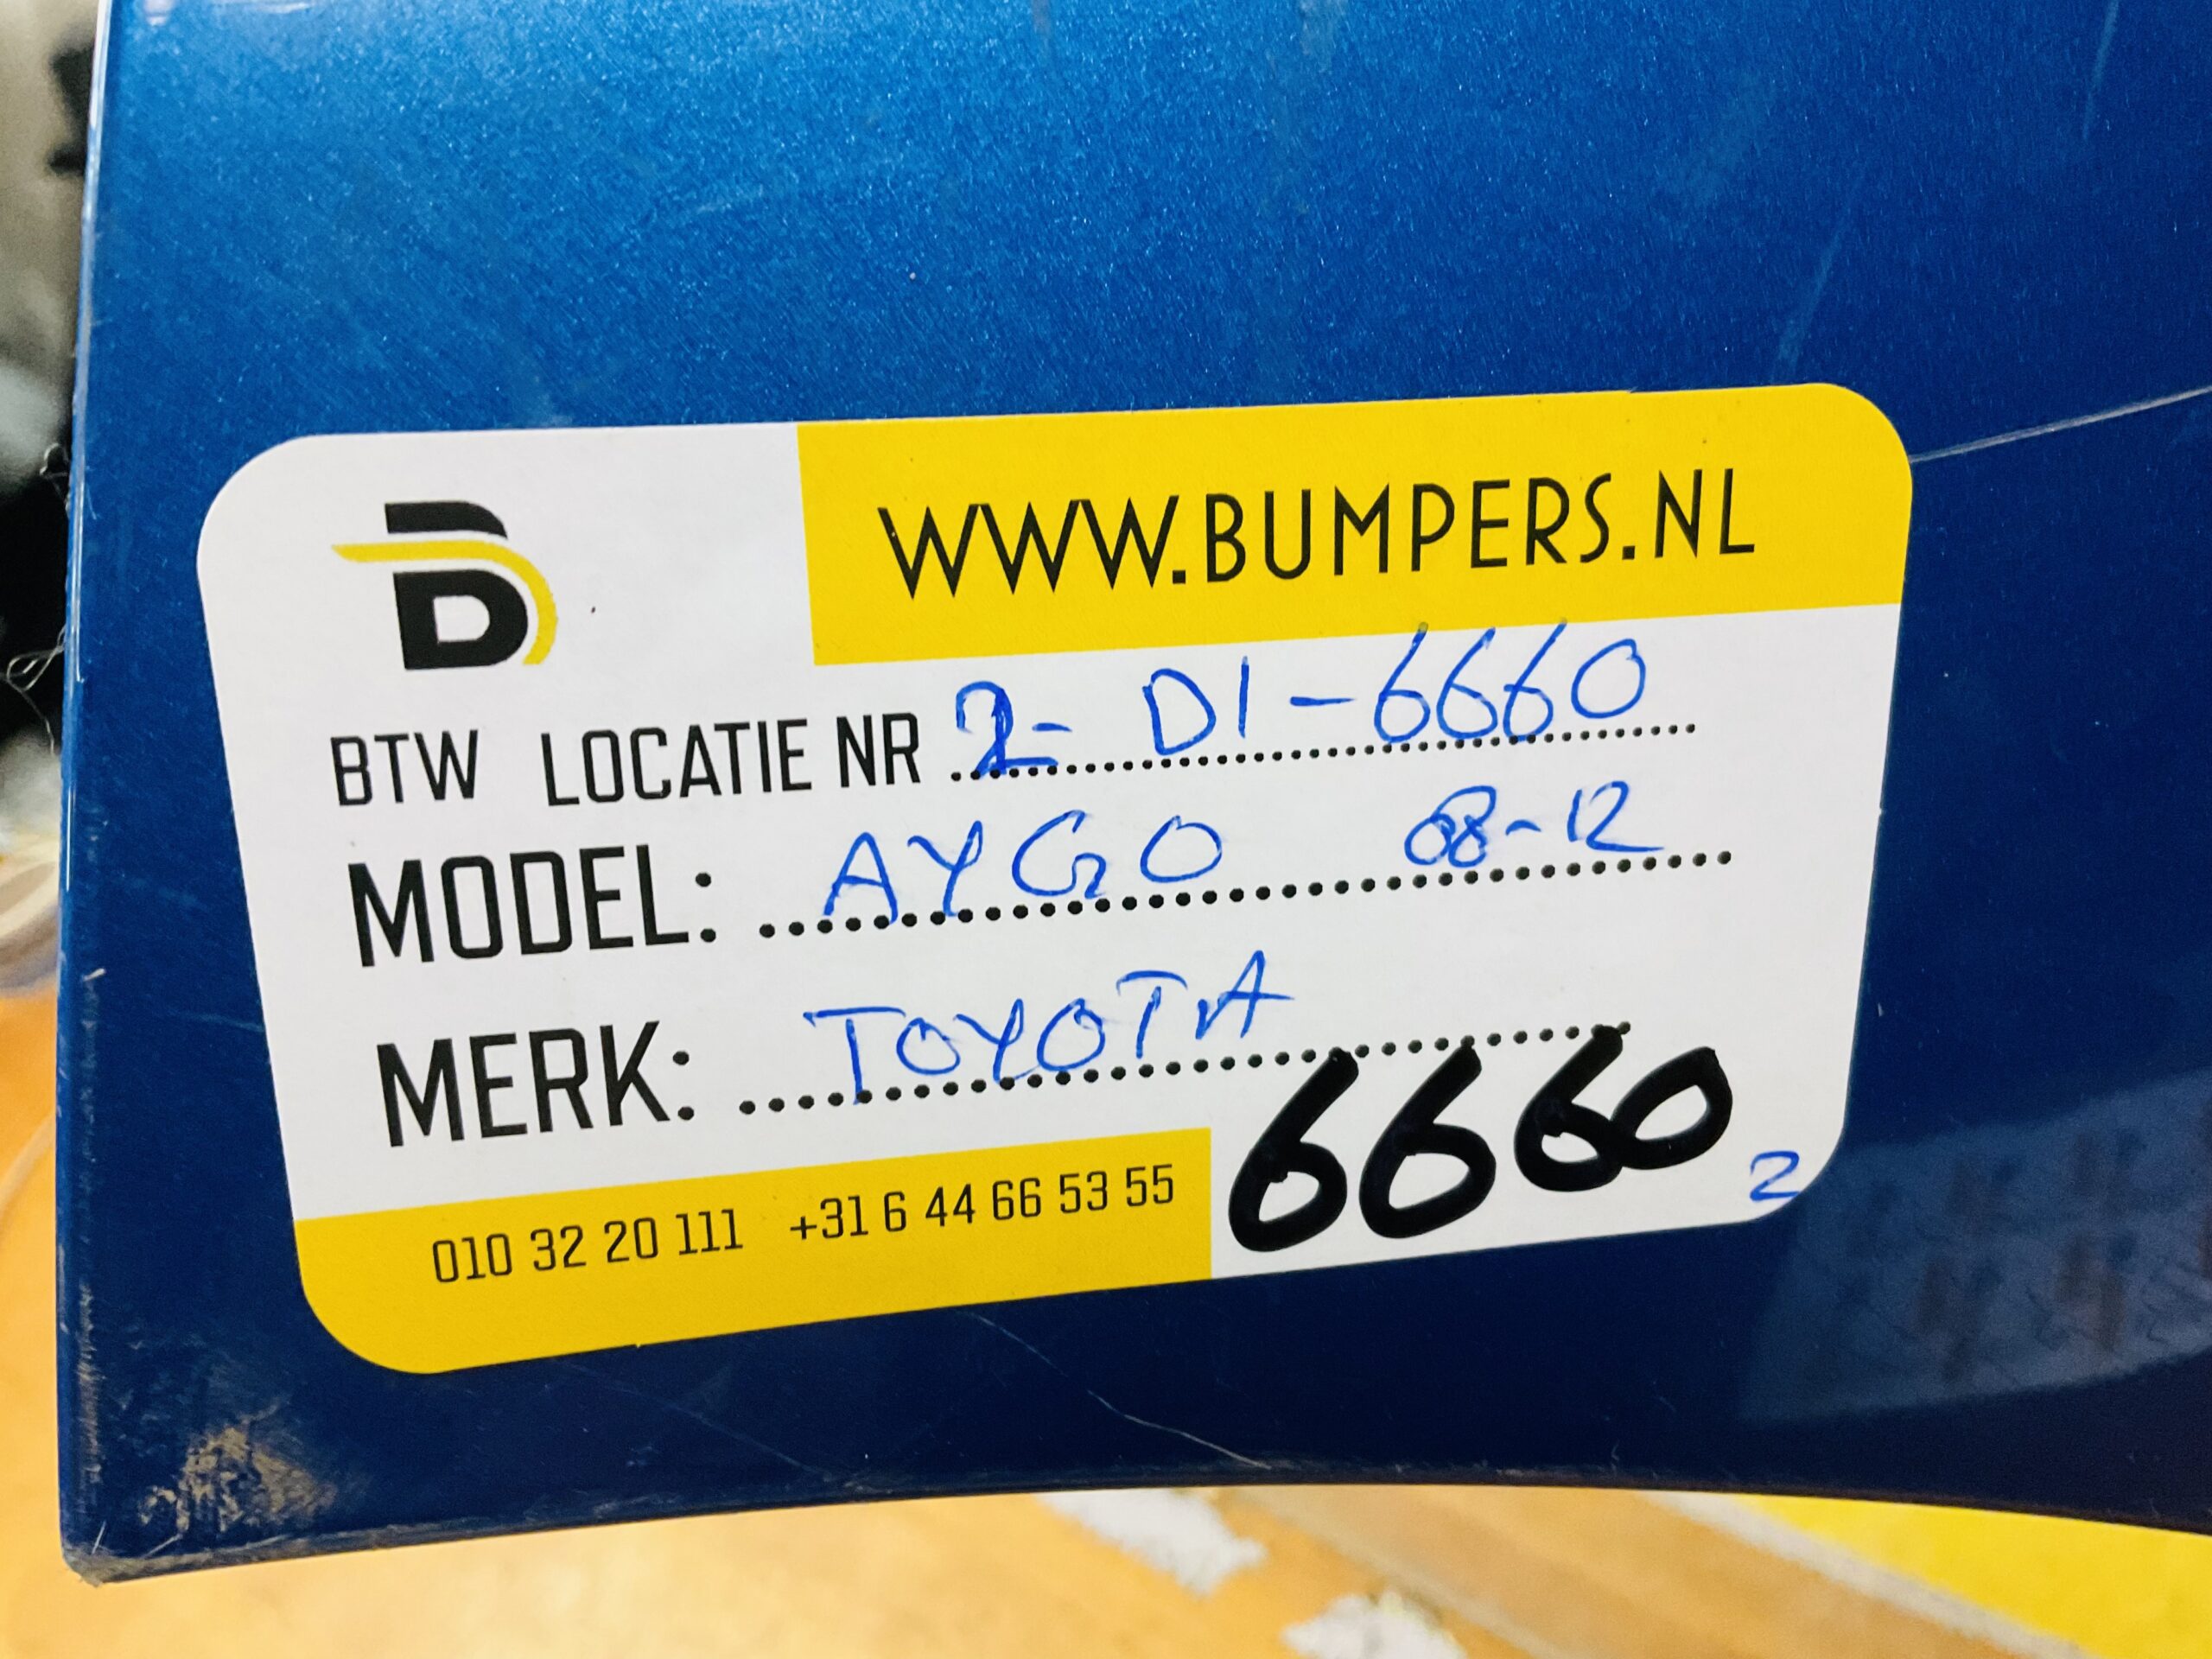 WWW.BUMPERS.NL
BTW LOCATIE NR 2- D1-6660
MODEL: AYGO 08-12
MERK: TOYOTA
6660 2
010 32 20 111 +31 6 44 66 53 55